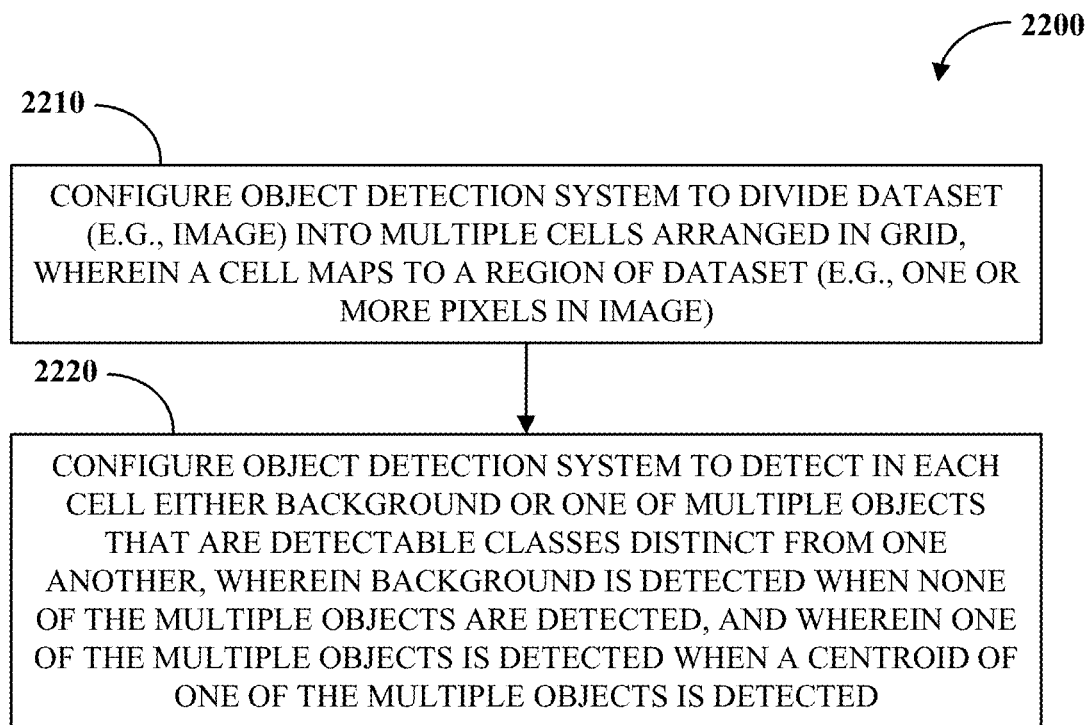 2200
2210
CONFIGURE OBJECT DETECTION SYSTEM TO DIVIDE DATASET
(E.G., IMAGE) INTO MULTIPLE CELLS ARRANGED IN GRID,
WHEREIN A CELL MAPS TO A REGION OF DATASET (E.G., ONE OR
MORE PIXELS IN IMAGE)
2220
CONFIGURE OBJECT DETECTION SYSTEM TO DETECT IN EACH
CELL EITHER BACKGROUND OR ONE OF MULTIPLE OBJECTS
THAT ARE DETECTABLE CLASSES DISTINCT FROM ONE
ANOTHER, WHEREIN BACKGROUND IS DETECTED WHEN NONE
OF THE MULTIPLE OBJECTS ARE DETECTED, AND WHEREIN ONE
OF THE MULTIPLE OBJECTS IS DETECTED WHEN A CENTROID OF
ONE OF THE MULTIPLE OBJECTS IS DETECTED